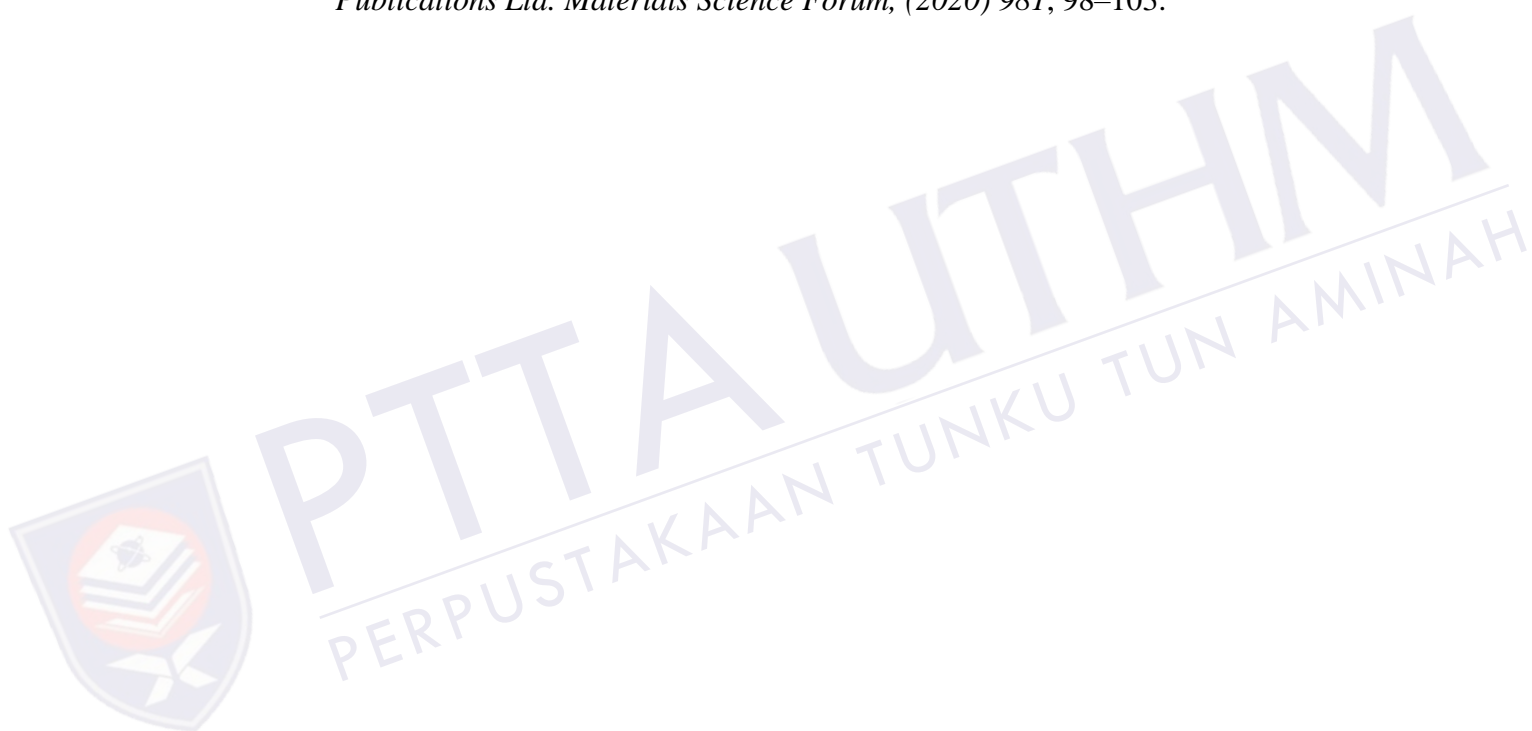 Publications Ltd. Materials Science Forum, (2020) 981, 98–103.
PTTA UTHM
PERPUSTAKAAN TUNKU TUN AMINAH